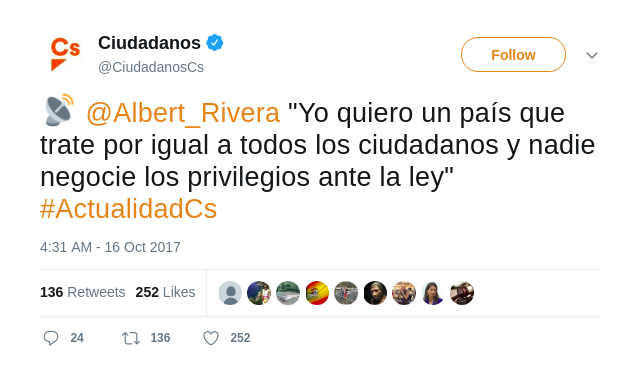 Cs
Ciudadanos
@CiudadanosCs
Follow
@Albert_Rivera "Yo quiero un país que
trate por igual a todos los ciudadanos y nadie
negocie los privilegios ante la ley"
#ActualidadCs
4:31 AM - 16 Oct 2017
136 Retweets 252 Likes
24 136 252